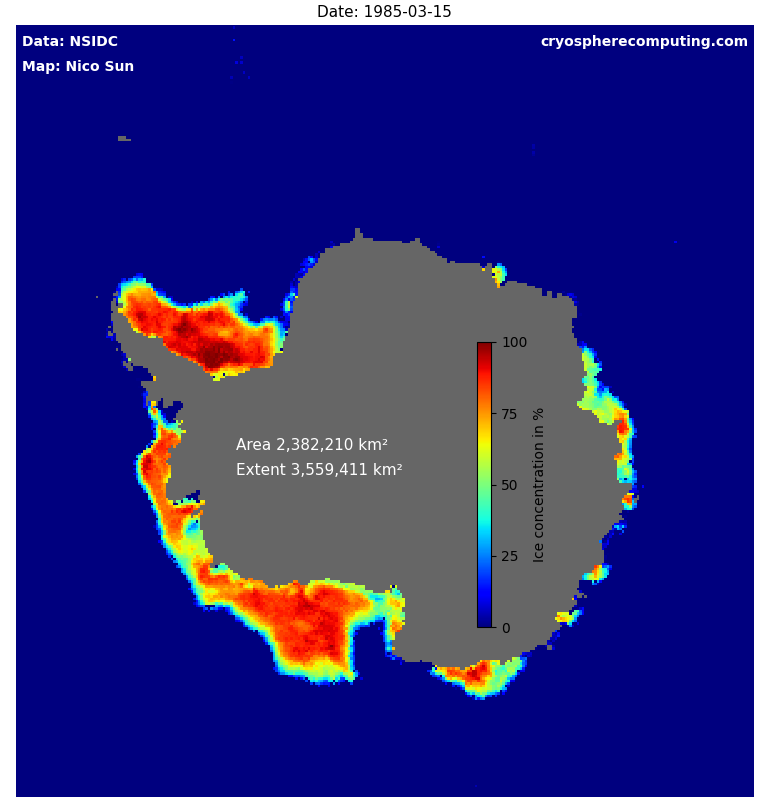 Date: 1985-03-15
Data: NSIDC
cryospherecomputing.com
Map: Nico Sun
Area 2,382,210 km²
Extent 3,559,411 km²
100
75
50
25
0
Ice concentration in %